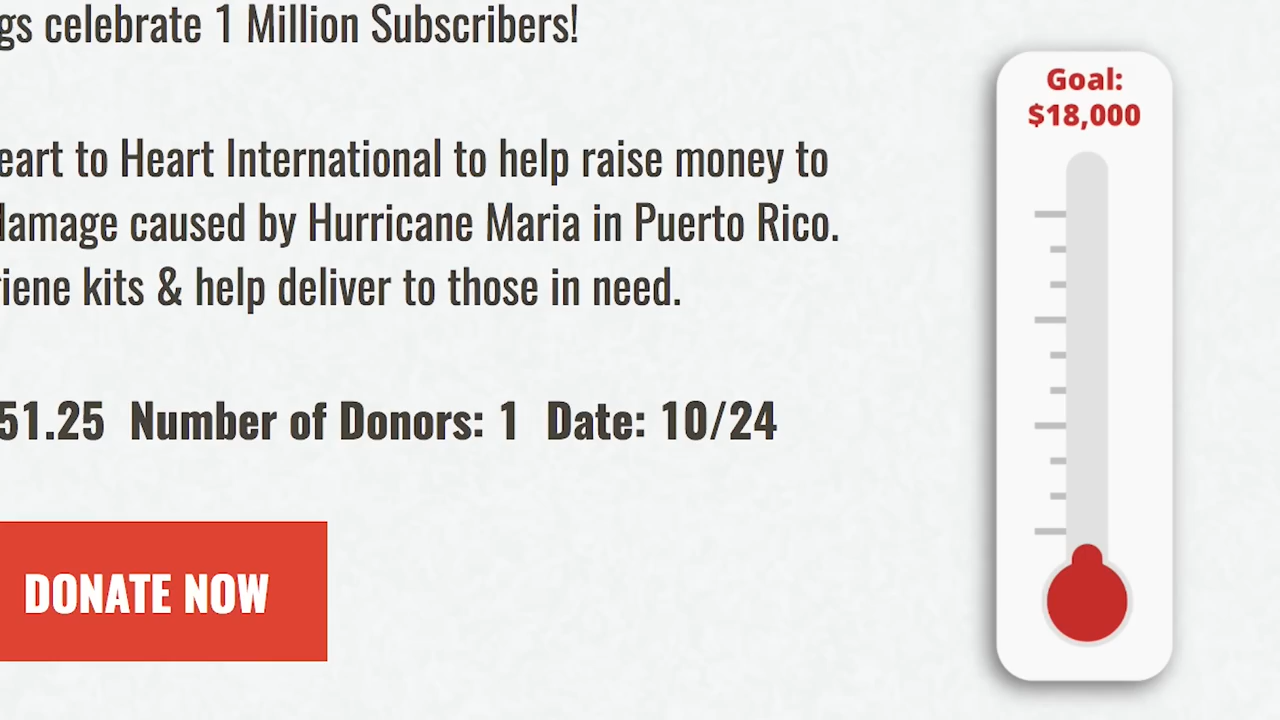 gs celebrate 1 Million Subscribers!
eart to Heart International to help raise money to
damage caused by Hurricane Maria in Puerto Rico.
iene kits & help deliver to those in need.
51.25 Number of Donors: 1 Date: 10/24
DONATE NOW
Goal:
$18,000